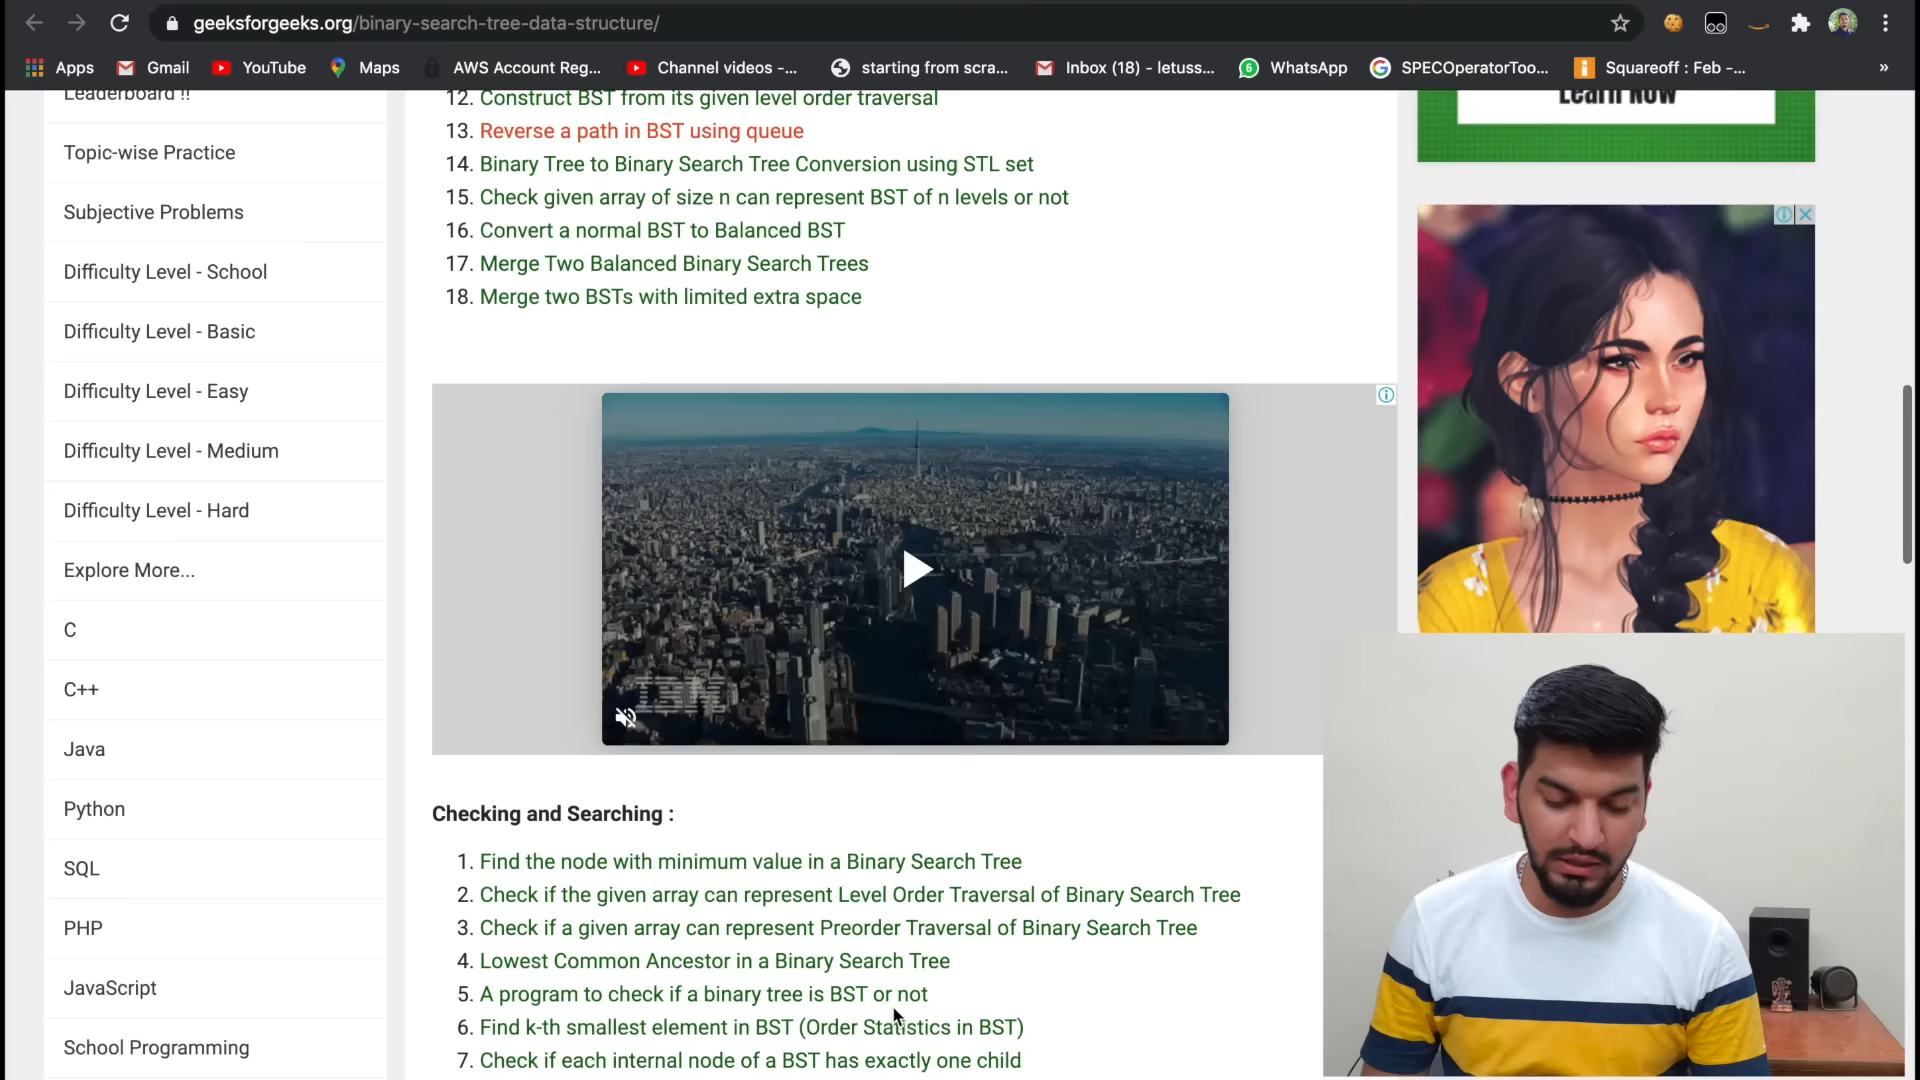 geeksforgeeks.org/binary-search-tree-data-structure/
Apps
Gmail
YouTube
Maps
AWS Account Reg...
Channel videos -...
starting from scra...
Inbox (18) - letuss...
6
WhatsApp
SPECOperatorToo...
Squareoff : Feb -...
»
Leaderboard !!
Topic-wise Practice
Subjective Problems
Difficulty Level - School
Difficulty Level - Basic
Difficulty Level - Easy
Difficulty Level - Medium
Difficulty Level - Hard
Explore More...
C
C++
Java
Python
SQL
PHP
JavaScript
School Programming
12. Construct BST from its given level order traversal
13. Reverse a path in BST using queue
14. Binary Tree to Binary Search Tree Conversion using STL set
15. Check given array of size n can represent BST of n levels or not
16. Convert a normal BST to Balanced BST
17. Merge Two Balanced Binary Search Trees
18. Merge two BSTs with limited extra space
IBM
Checking and Searching :
1. Find the node with minimum value in a Binary Search Tree
2. Check if the given array can represent Level Order Traversal of Binary Search Tree
3. Check if a given array can represent Preorder Traversal of Binary Search Tree
4. Lowest Common Ancestor in a Binary Search Tree
5. A program to check if a binary tree is BST or not
6. Find k-th smallest element in BST (Order Statistics in BST)
7. Check if each internal node of a BST has exactly one child
Learn Now